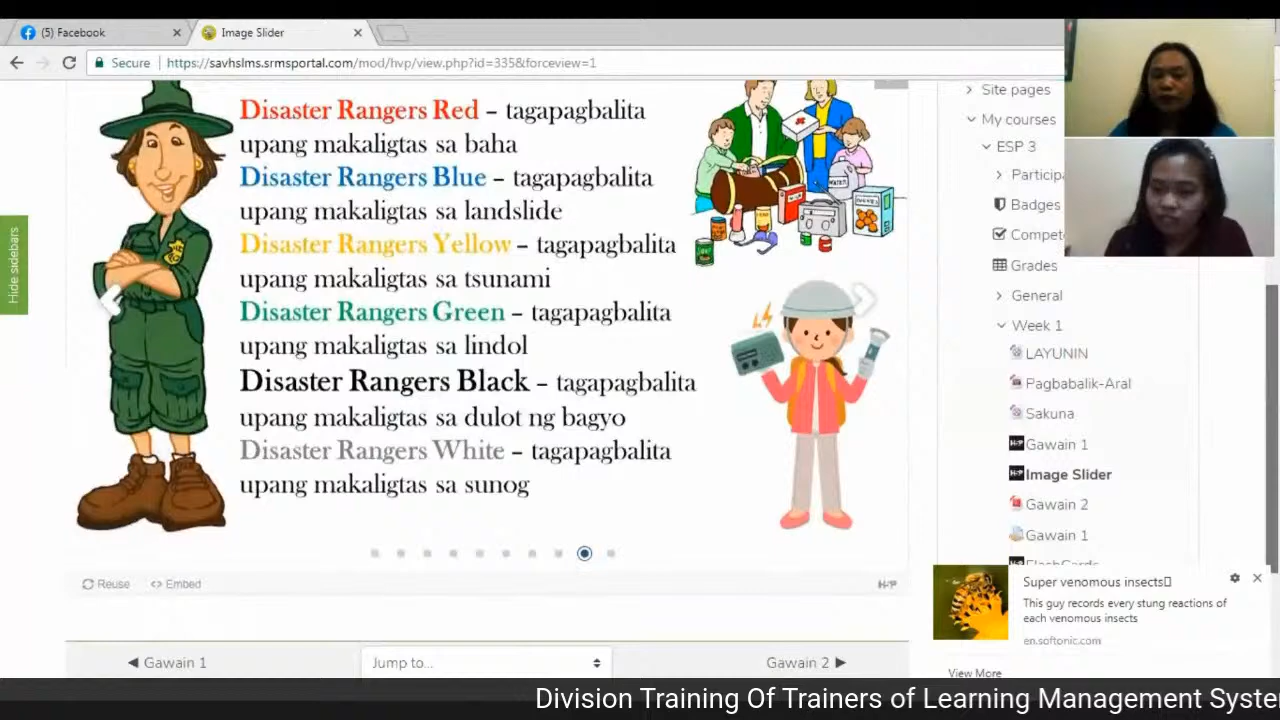 (5) Facebook
Image Slider
Secure https://savhslms.srmsportal.com/mod/hvp/view.php?id=335&forceview=1
Hide sidebars
Disaster Rangers Red – tagapagbalita
upang makaligtas sa baha
Disaster Rangers Blue – tagapagbalita
upang makaligtas sa landslide
Disaster Rangers Yellow – tagapagbalita
upang makaligtas sa tsunami
Disaster Rangers Green – tagapagbalita
upang makaligtas sa lindol
Disaster Rangers Black – tagapagbalita
upang makaligtas sa dulot ng bagyo
Disaster Rangers White – tagapagbalita
upang makaligtas sa sunog
WATER
Reuse
Embed
H-P
Gawain 1
Jump to...
Gawain 2
Site pages
My courses
ESP 3
Participa
Badges
Compet
Grades
General
Week 1
LAYUNIN
Pagbabalik-Aral
Sakuna
Gawain 1
Image Slider
Gawain 2
Gawain 1
FlashCards
Super venomous insects
This guy records every stung reactions of
each venomous insects
en.softonic.com
View More
Division Training Of Trainers of Learning Management Syste